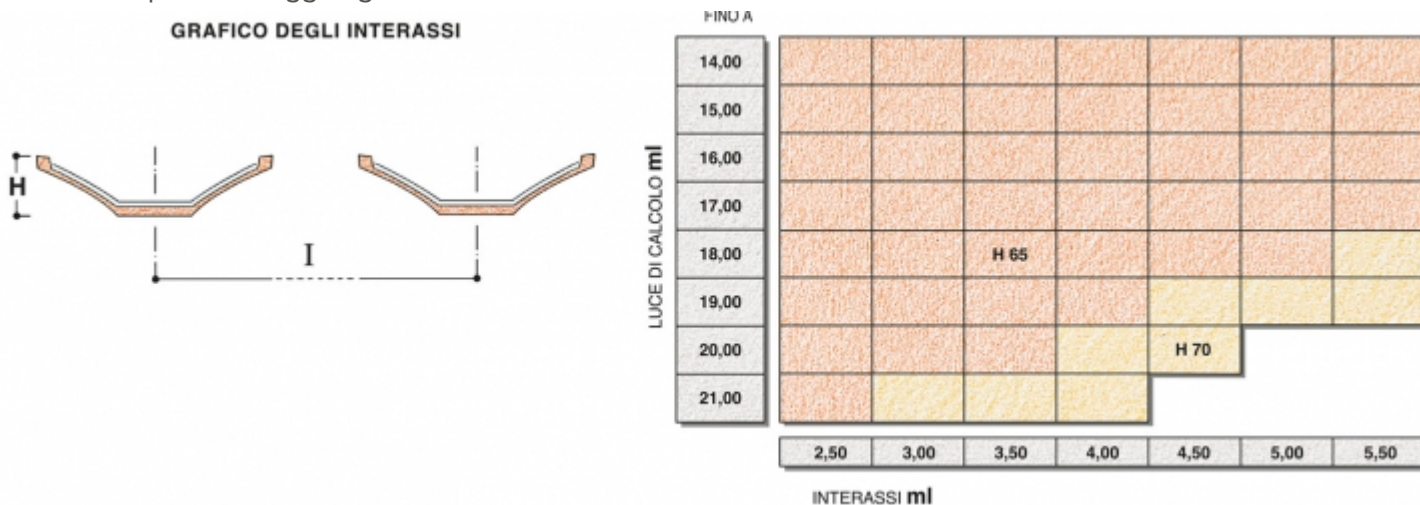 GRAFICO DEGLI INTERASSI
H
I
FINO A
LUCE DI CALCOLO ml
14,00
15,00
16,00
17,00
18,00
H 65
19,00
20,00
H 70
21,00
2,50 3,00 3,50 4,00 4,50 5,00 5,50
INTERASSI ml